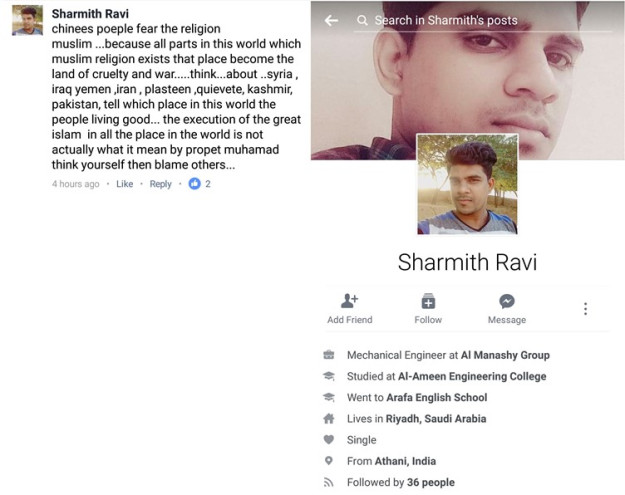 Sharmith Ravi
chinees poeple fear the religion
muslim ...because all parts in this world which
muslim religion exists that place become the
land of cruelty and war.....think...about ..syria ,
iraq yemen ,iran , plasteen ,quievete, kashmir,
pakistan, tell which place in this world the
people living good... the execution of the great
islam in all the place in the world is not
actually what it mean by propet muhamad
think yourself then blame others...
4 hours ago • Like • Reply • 2
Search in Sharmith's posts
Sharmith Ravi
Add Friend Follow Message
Mechanical Engineer at Al Manashy Group
Studied at Al-Ameen Engineering College
Went to Arafa English School
Lives in Riyadh, Saudi Arabia
Single
From Athani, India
Followed by 36 people